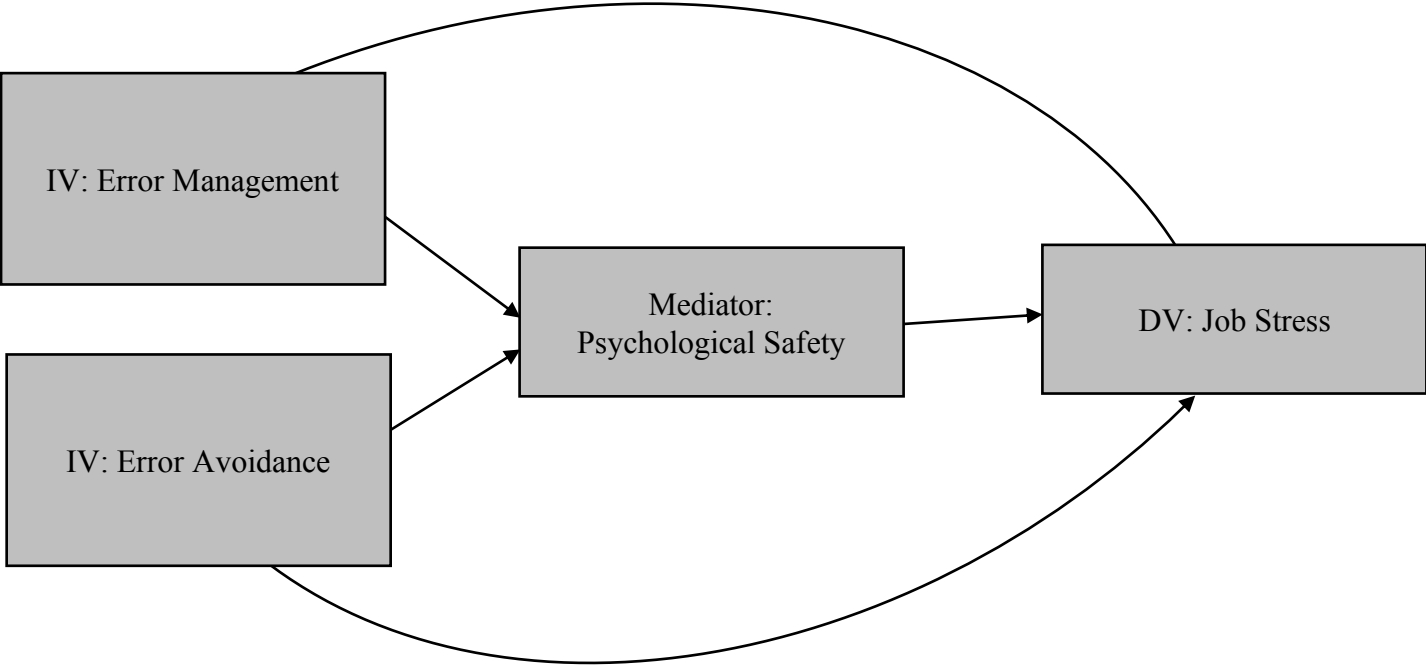 IV: Error Management
Mediator:
Psychological Safety
DV: Job Stress
IV: Error Avoidance